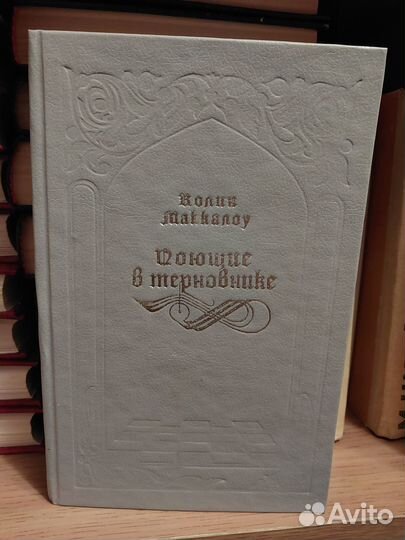 Колин
Маккалоу
Поющие
в терновнике
Avito